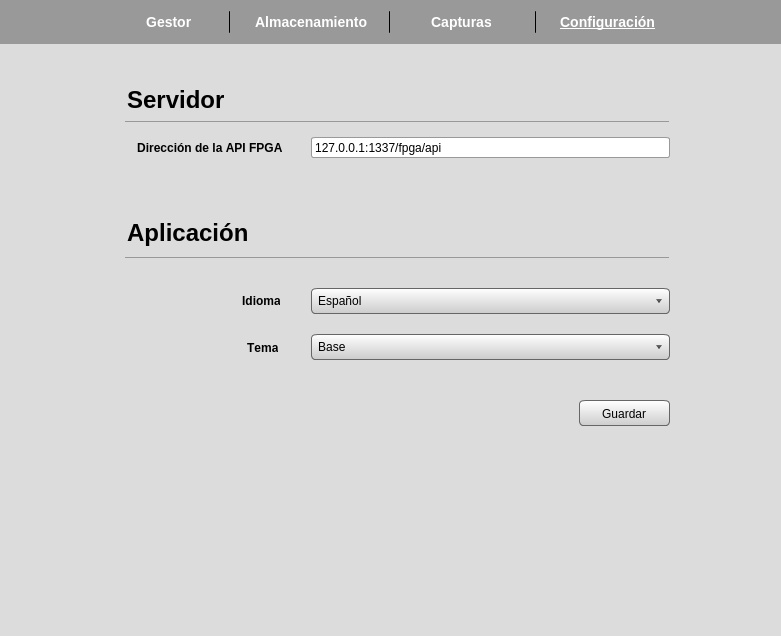 Gestor Almacenamiento Capturas Configuración
Servidor
Dirección de la API FPGA 127.0.0.1:1337/fpga/api
Aplicación
Idioma Español
Tema Base
Guardar